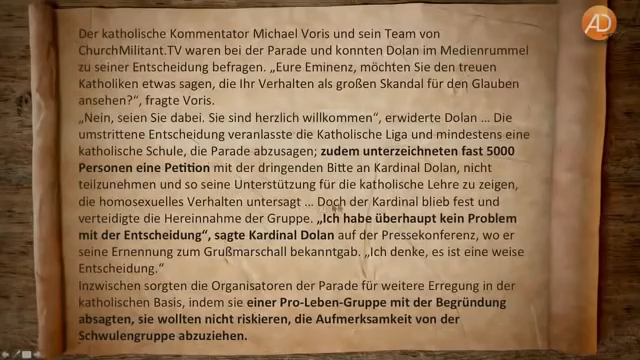 AD
Der katholische Kommentator Michael Voris und sein Team von
ChurchMilitant.TV waren bei der Parade und konnten Dolan im Medienrummel
zu seiner Entscheidung befragen. „Eure Eminenz, möchten Sie den treuen
Katholiken etwas sagen, die Ihr Verhalten als großen Skandal für den Glauben
ansehen?“, fragte Voris.
„Nein, seien Sie dabei. Sie sind herzlich willkommen“, erwiderte Dolan ... Die
umstrittene Entscheidung veranlasste die Katholische Liga und mindestens eine
katholische Schule, die Parade abzusagen; zudem unterzeichneten fast 5000
Personen eine Petition mit der dringenden Bitte an Kardinal Dolan, nicht
teilzunehmen und so seine Unterstützung für die katholische Lehre zu zeigen,
die homosexuelles Verhalten untersagt ... Doch der Kardinal blieb fest und
verteidigte die Hereinnahme der Gruppe. „Ich habe überhaupt kein Problem
mit der Entscheidung“, sagte Kardinal Dolan auf der Pressekonferenz, wo er
seine Ernennung zum Grußmarschall bekanntgab. „Ich denke, es ist eine weise
Entscheidung.“
Inzwischen sorgten die Organisatoren der Parade für weitere Erregung in der
katholischen Basis, indem sie einer Pro-Leben-Gruppe mit der Begründung
absagten, sie wollten nicht riskieren, die Aufmerksamkeit von der
Schwulengruppe abzuziehen.